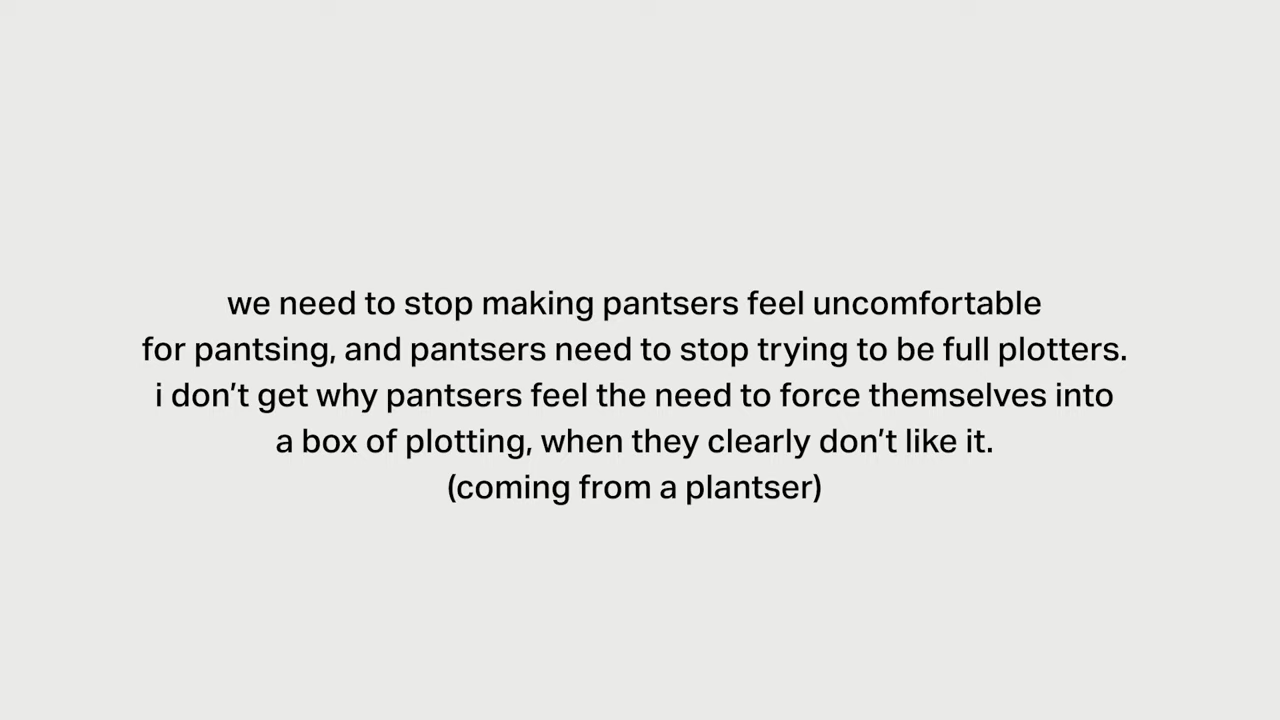 we need to stop making pantsers feel uncomfortable
for pantsing, and pantsers need to stop trying to be full plotters.
i don’t get why pantsers feel the need to force themselves into
a box of plotting, when they clearly don’t like it.
(coming from a plantser)